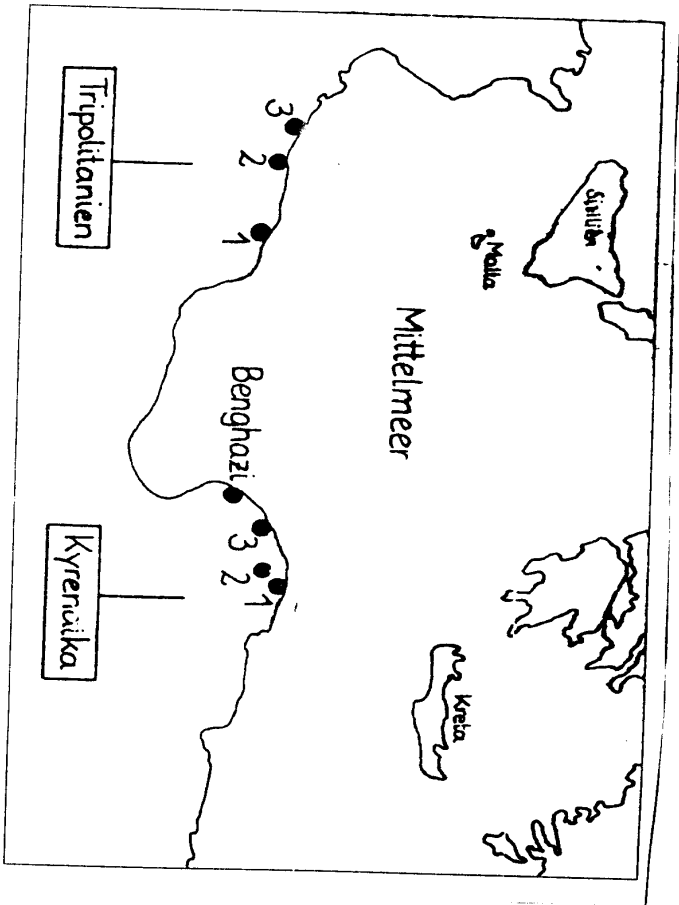 Sizilien
Malta
Mittelmeer
Kreta
3
2
1
Benghazi
3
2
1
Tripolitanien
Kyrenaika